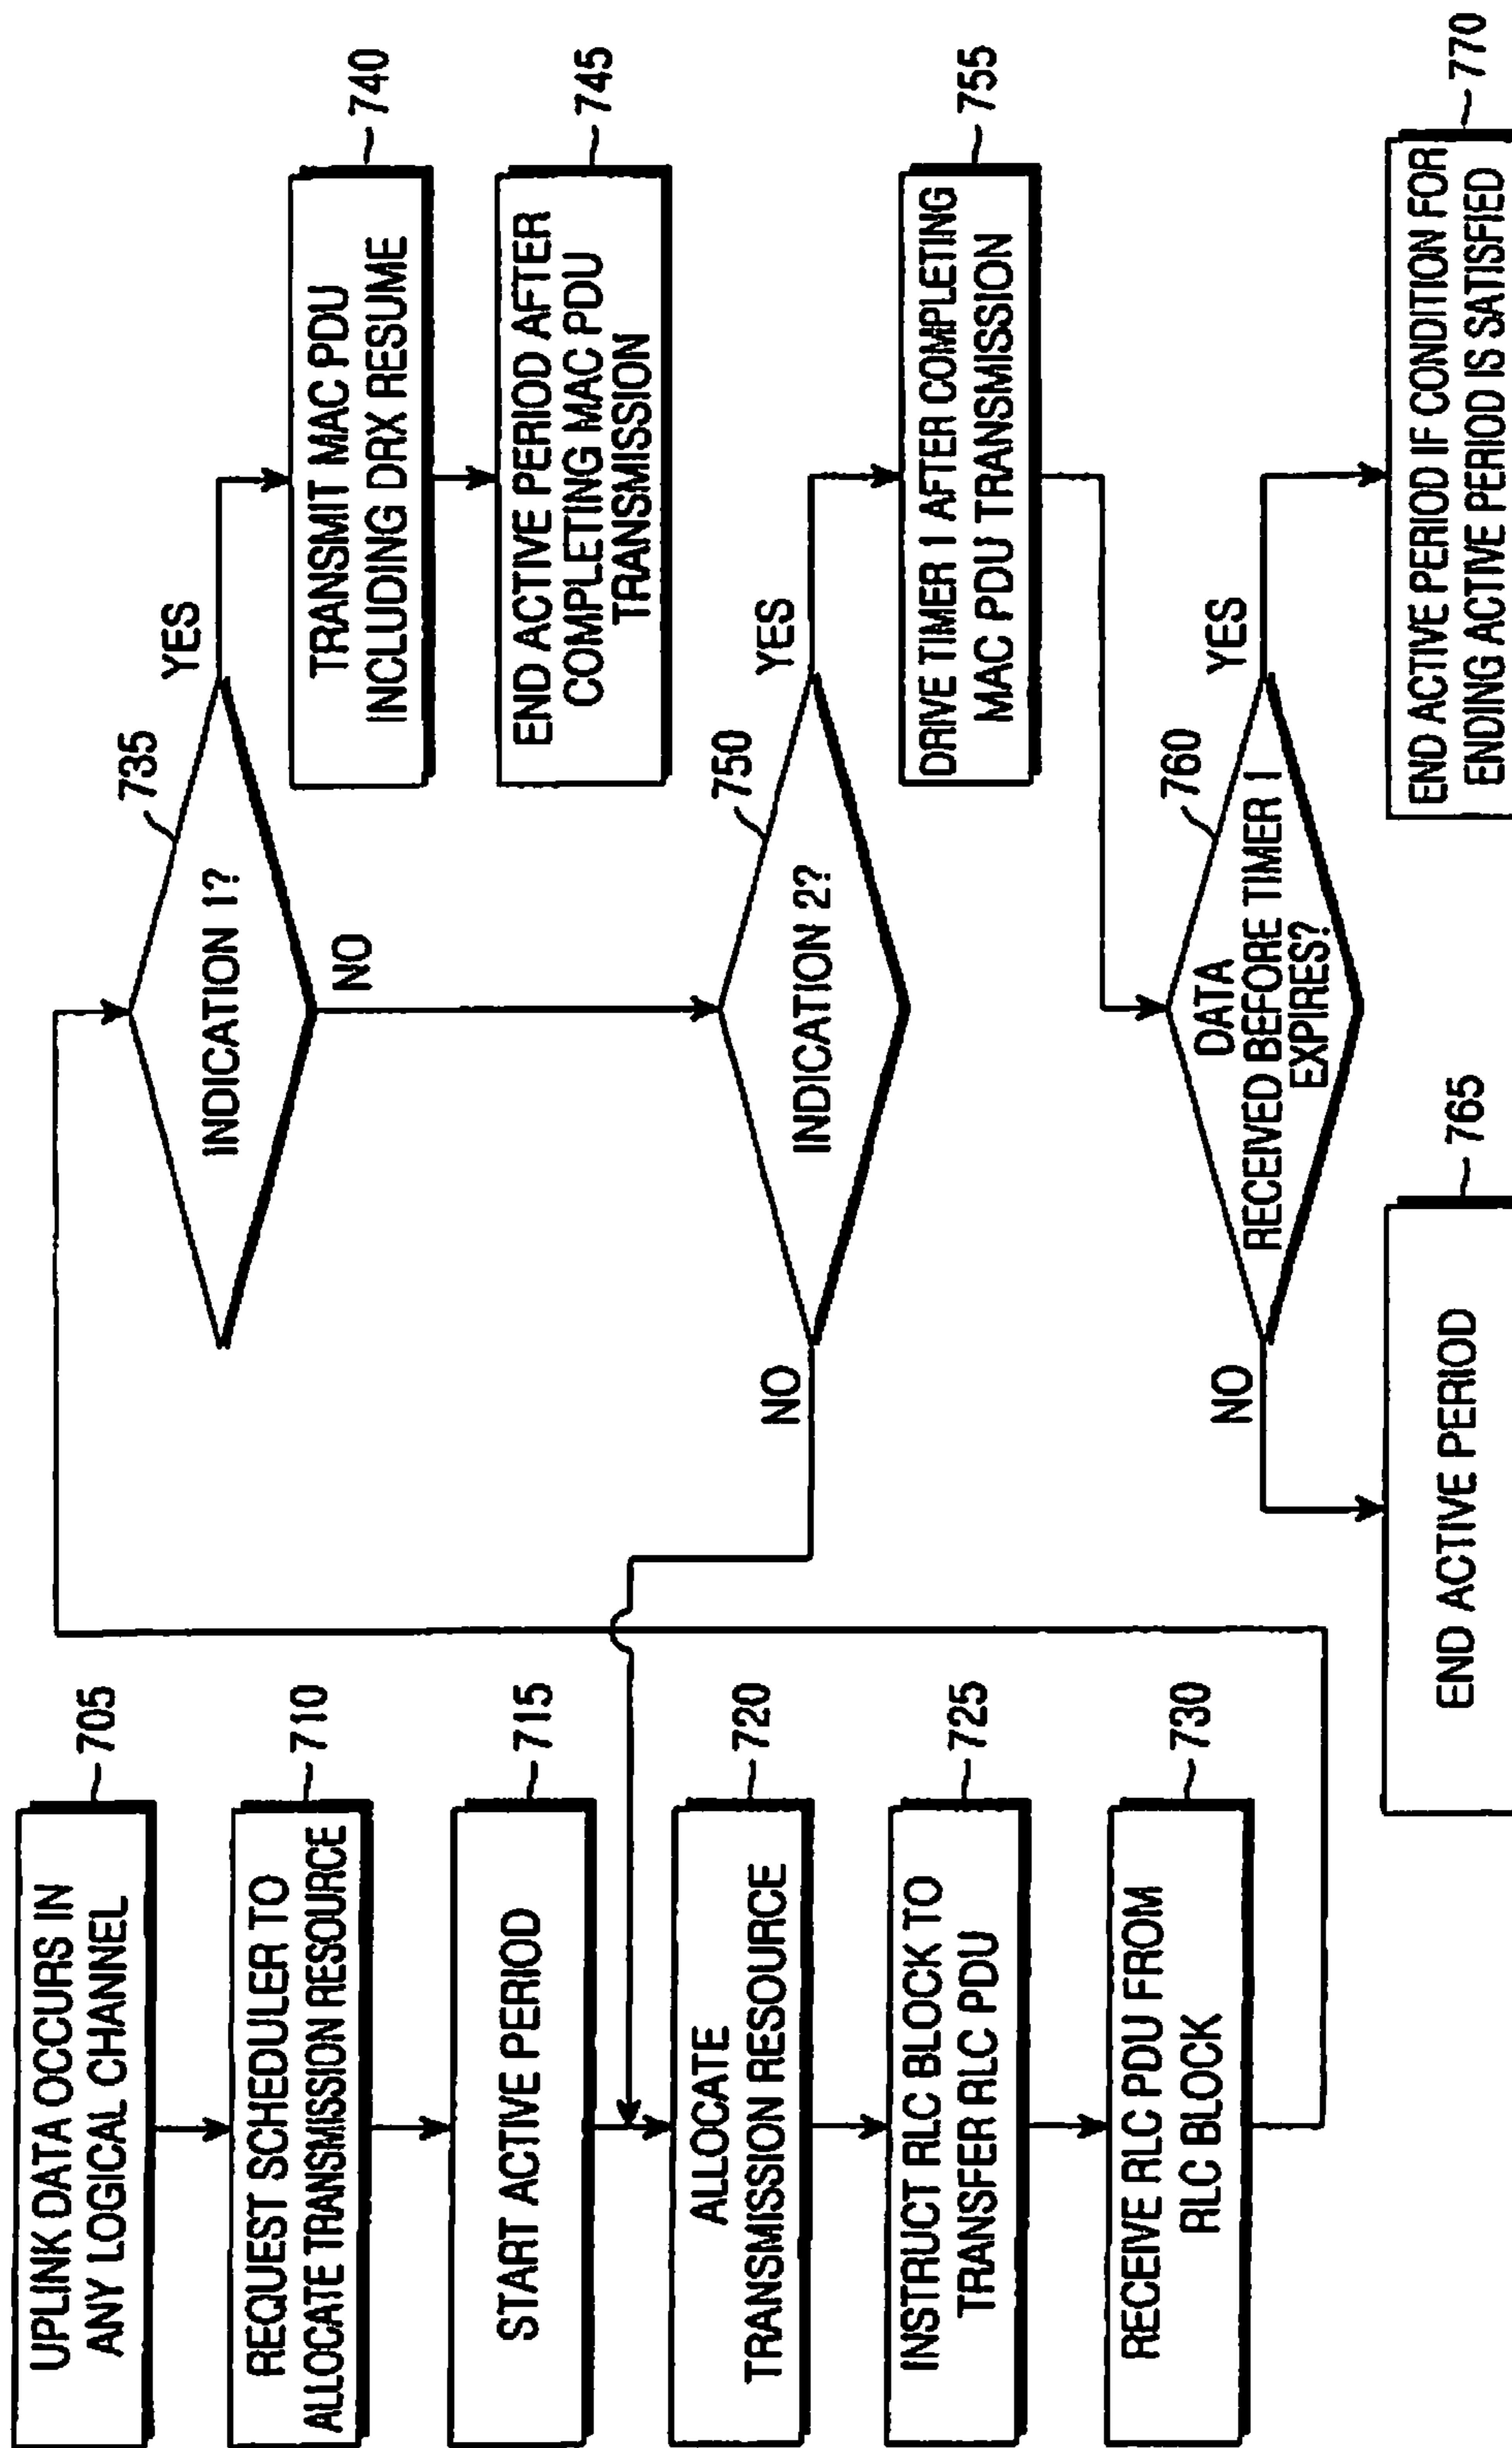 UPLINK DATA OCCURS IN
ANY LOGICAL CHANNEL
705
REQUEST SCHEDULER TO
ALLOCATE TRANSMISSION RESOURCE
710
START ACTIVE PERIOD
715
ALLOCATE
TRANSMISSION RESOURCE
720
INSTRUCT RLC BLOCK TO
TRANSFER RLC PDU
725
RECEIVE RLC PDU FROM
RLC BLOCK
730
INDICATION 1?
735
YES
NO
TRANSMIT MAC PDU
INCLUDING DRX RESUME
740
END ACTIVE PERIOD AFTER
COMPLETING MAC PDU
TRANSMISSION
745
INDICATION 2?
750
YES
NO
DRIVE TIMER 1 AFTER COMPLETING
MAC PDU TRANSMISSION
755
DATA
RECEIVED BEFORE TIMER 1
EXPIRES?
760
YES
NO
END ACTIVE PERIOD
765
END ACTIVE PERIOD IF CONDITION FOR
ENDING ACTIVE PERIOD IS SATISFIED
770